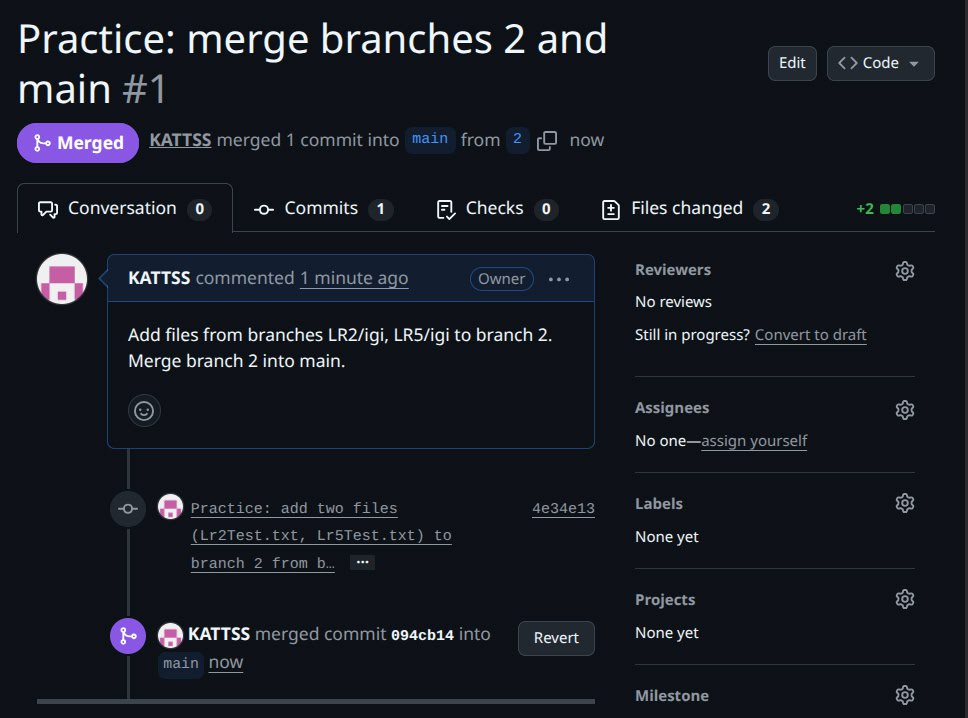 Practice: merge branches 2 and
main #1
Edit
Code
Merged
KATTSS merged 1 commit into main from 2 now
Conversation 0
Commits 1
Checks 0
Files changed 2
+2
KATTSS commented 1 minute ago
Owner
Add files from branches LR2/igi, LR5/igi to branch 2.
Merge branch 2 into main.
Practice: add two files
(Lr2Test.txt, Lr5Test.txt) to
branch 2 from b…
4e34e13
KATTSS merged commit 094cb14 into
main now
Revert
Reviewers
No reviews
Still in progress? Convert to draft
Assignees
No one—assign yourself
Labels
None yet
Projects
None yet
Milestone